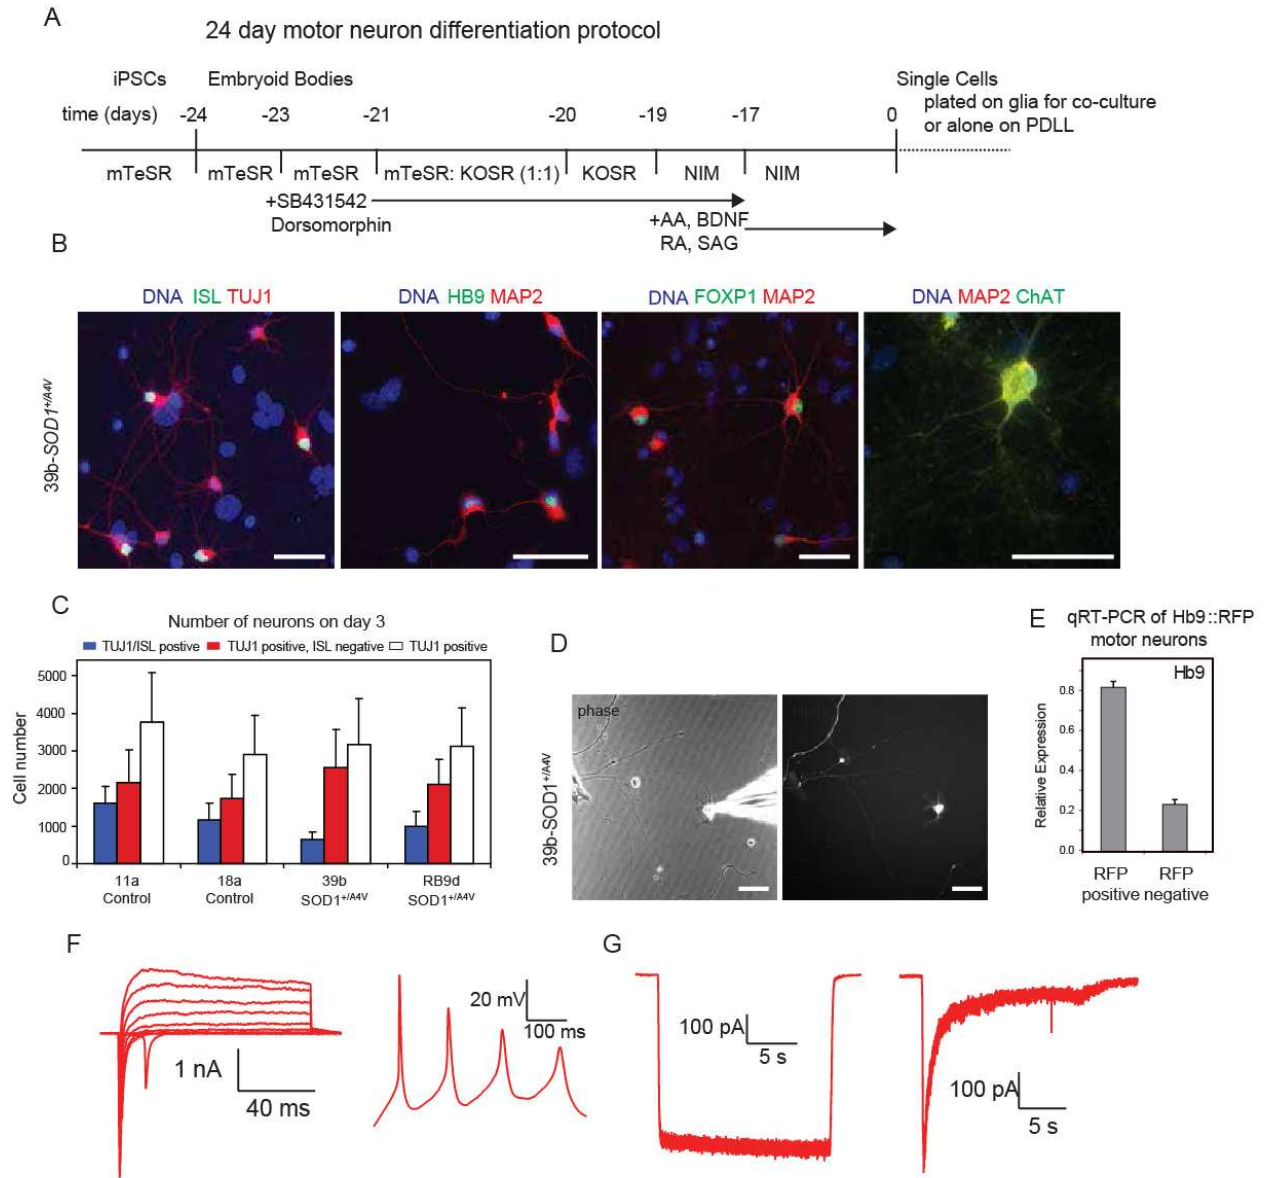 A
24 day motor neuron differentiation protocol
iPSCs
Embryoid Bodies
Single Cells
time (days)
-24
-23
-21
-20
-19
-17
0
plated on glia for co-culture
or alone on PDLL
mTeSR
mTeSR
mTeSR
mTeSR: KOSR (1:1)
KOSR
NIM
NIM
+SB431542
Dorsomorphin
+AA, BDNF
RA, SAG
B
DNA ISL TUJ1
DNA HB9 MAP2
DNA FOXP1 MAP2
DNA MAP2 ChAT
39b-SOD1+/A4V
C
Number of neurons on day 3
TUJ1/ISL postive
TUJ1 positive, ISL negative
TUJ1 positive
Cell number
5000
4000
3000
2000
1000
0
11a
Control
18a
Control
39b
SOD1+/A4V
RB9d
SOD1+/A4V
D
phase
39b-SOD1+/A4V
E
qRT-PCR of Hb9::RFP
motor neurons
Hb9
Relative Expression
0.8
0.6
0.4
0.2
0.0
RFP
positive
RFP
negative
F
1 nA
40 ms
20 mV
100 ms
G
100 pA
5 s
100 pA
5 s